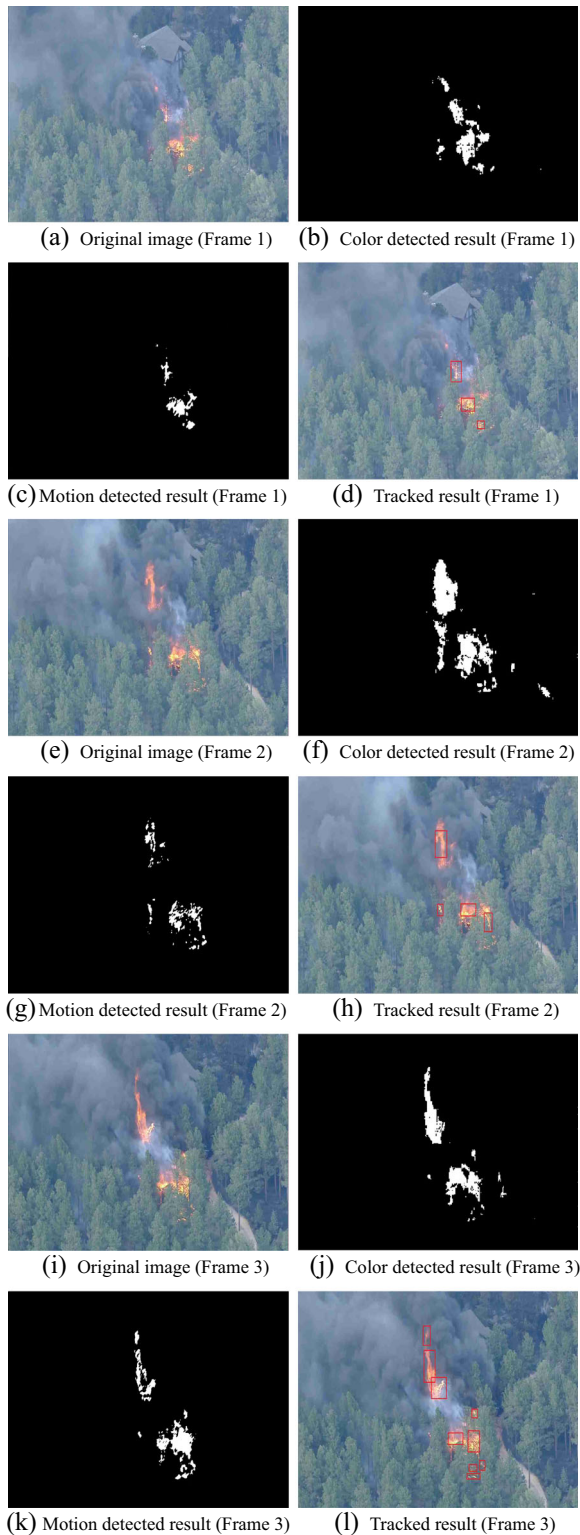 (a) Original image (Frame 1)
(b) Color detected result (Frame 1)
(c) Motion detected result (Frame 1)
(d) Tracked result (Frame 1)
(e) Original image (Frame 2)
(f) Color detected result (Frame 2)
(g) Motion detected result (Frame 2)
(h) Tracked result (Frame 2)
(i) Original image (Frame 3)
(j) Color detected result (Frame 3)
(k) Motion detected result (Frame 3)
(l) Tracked result (Frame 3)